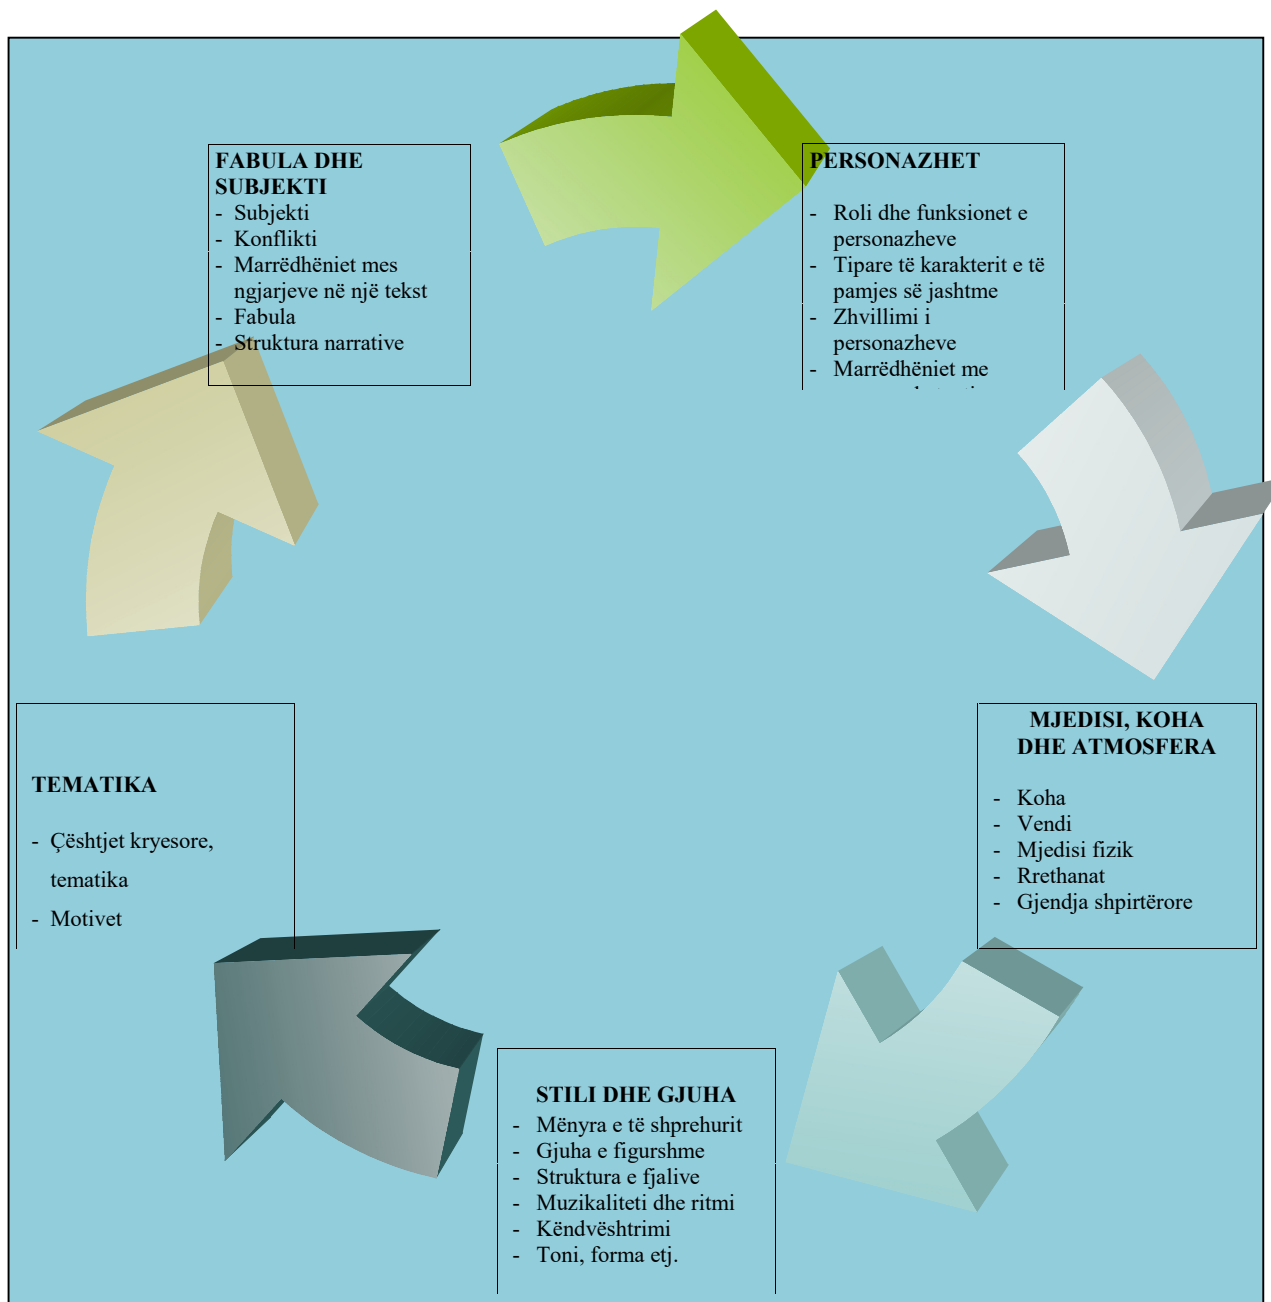 FABULA DHE
SUBJEKTI
- Subjekti
- Konflikti
- Marrëdhëniet mes
ngjarjeve në një tekst
- Fabula
- Struktura narrative
PERSONAZHET
- Roli dhe funksionet e
personazheve
- Tipare të karakterit e të
pamjes së jashtme
- Zhvillimi i
personazheve
- Marrëdhëniet me
MJEDISI, KOHA
DHE ATMOSFERA
- Koha
- Vendi
- Mjedisi fizik
- Rrethanat
- Gjendja shpirtërore
STILI DHE GJUHA
- Mënyra e të shprehurit
- Gjuha e figurshme
- Struktura e fjalive
- Muzikaliteti dhe ritmi
- Këndvështrimi
- Toni, forma etj.
TEMATIKA
- Çështjet kryesore,
tematika
- Motivet